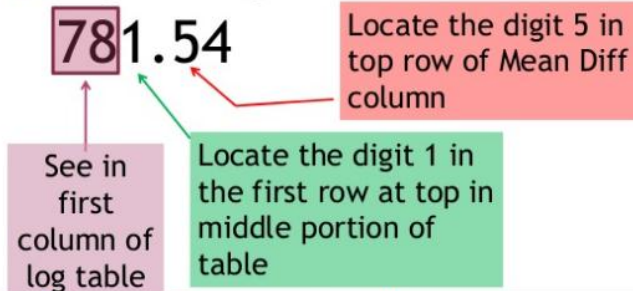 781.54
Locate the digit 5 in
top row of Mean Diff
column
See in
first
column of
log table
Locate the digit 1 in
the first row at top in
middle portion of
table